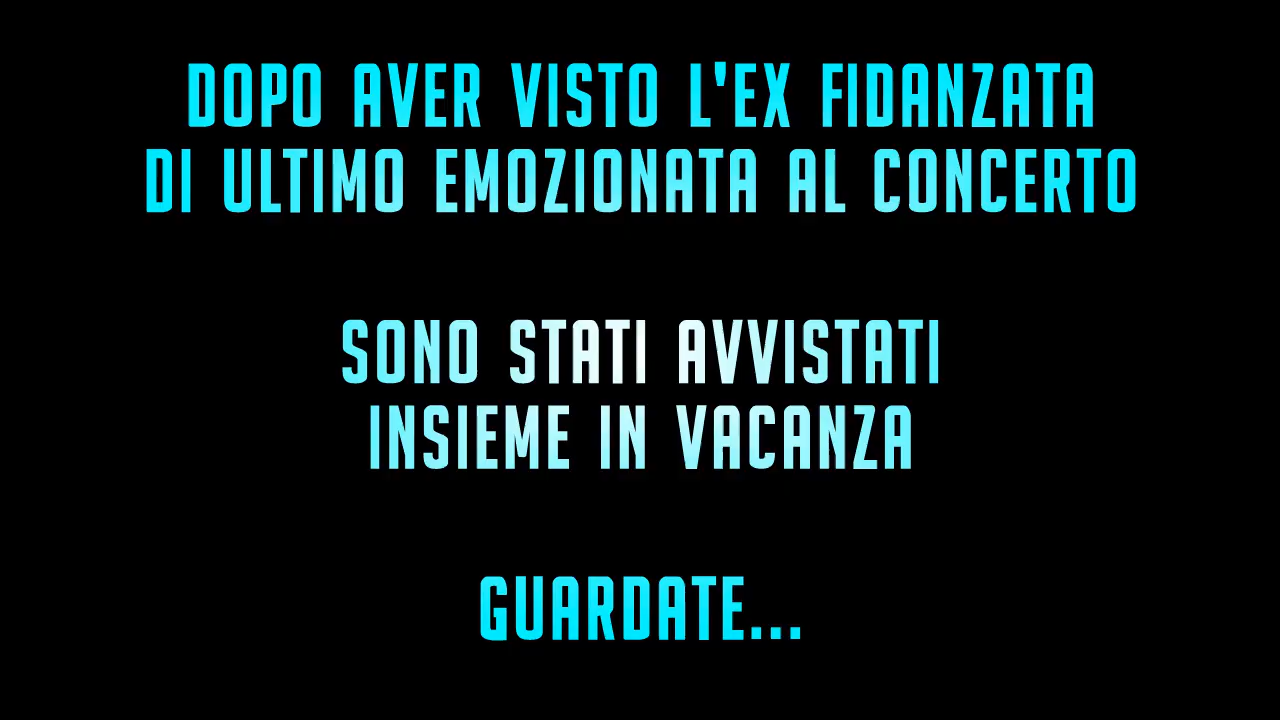 DOPO AVER VISTO L'EX FIDANZATA
DI ULTIMO EMOZIONATA AL CONCERTO
SONO STATI AVVISTATI
INSIEME IN VACANZA
GUARDATE...